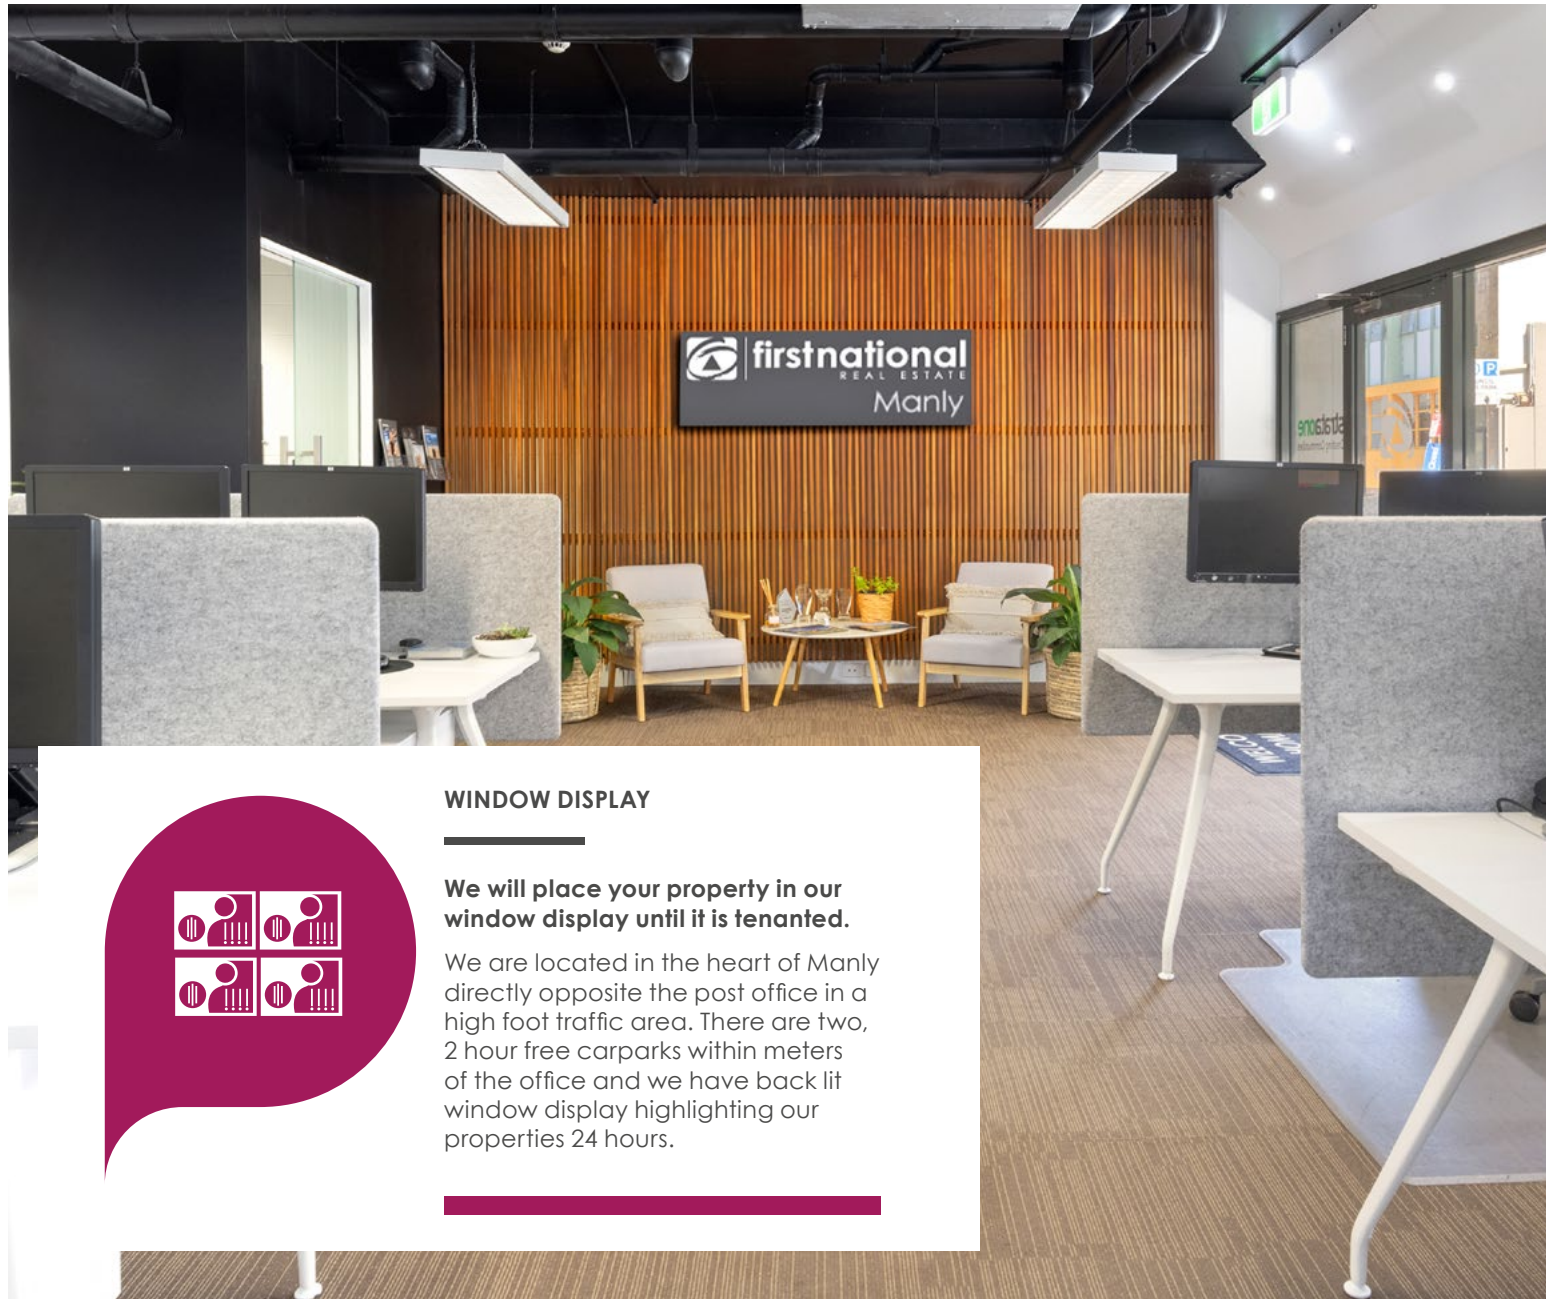 firstnational
REAL ESTATE
Manly
strataone
P
WELCO
WINDOW DISPLAY
We will place your property in our
window display until it is tenanted.
We are located in the heart of Manly
directly opposite the post office in a
high foot traffic area. There are two,
2 hour free carparks within meters
of the office and we have back lit
window display highlighting our
properties 24 hours.